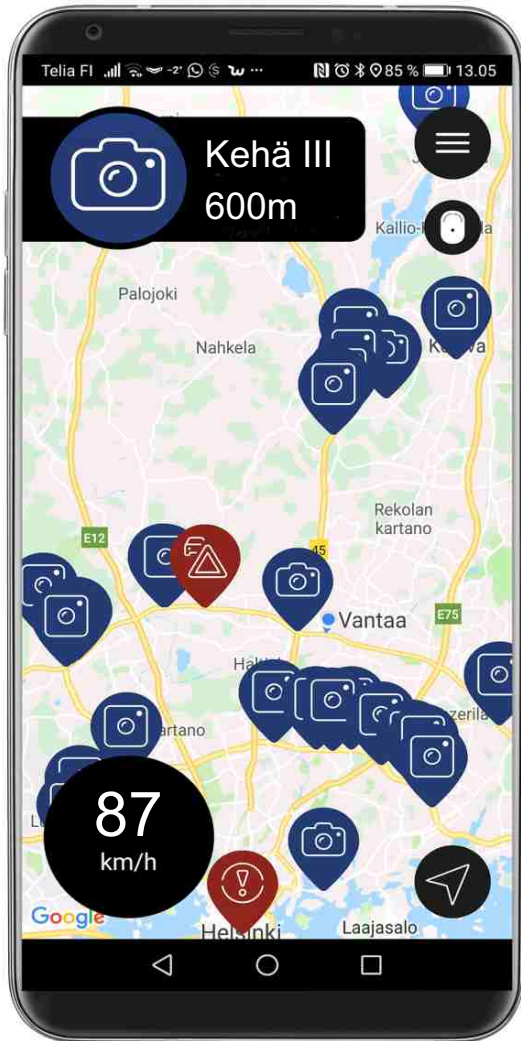 Telia FI
-2°
85 %
13.05
Kehä III
600m
Palojoki
Nahkela
Rekolan
kartano
E12
45
Vantaa
E75
87
km/h
Google
Helsinki
Laajasalo